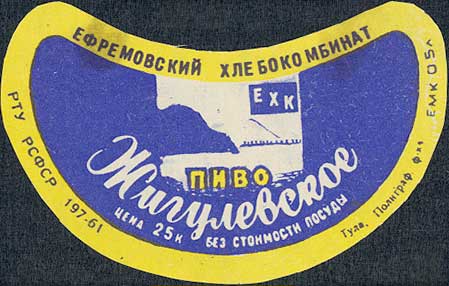 ЕФРЕМОВСКИЙ ХЛЕБОКОМБИНАТ
ЕХК
ПИВО
Жигулевское
ЦЕНА 25к БЕЗ СТОИМОСТИ ПОСУДЫ
РТУ РСФСР 197-61
Тула, Полиграф. ф-ка ЕМК 0.5л